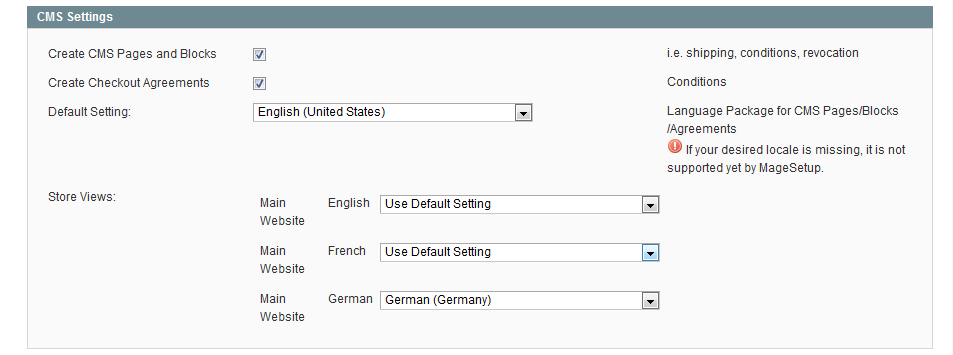 CMS Settings
Create CMS Pages and Blocks
i.e. shipping, conditions, revocation
Create Checkout Agreements
Conditions
Default Setting:
English (United States)
Language Package for CMS Pages/Blocks
/Agreements
If your desired locale is missing, it is not
supported yet by MageSetup.
Store Views:
Main
Website
English
Use Default Setting
Main
Website
French
Use Default Setting
Main
Website
German
German (Germany)